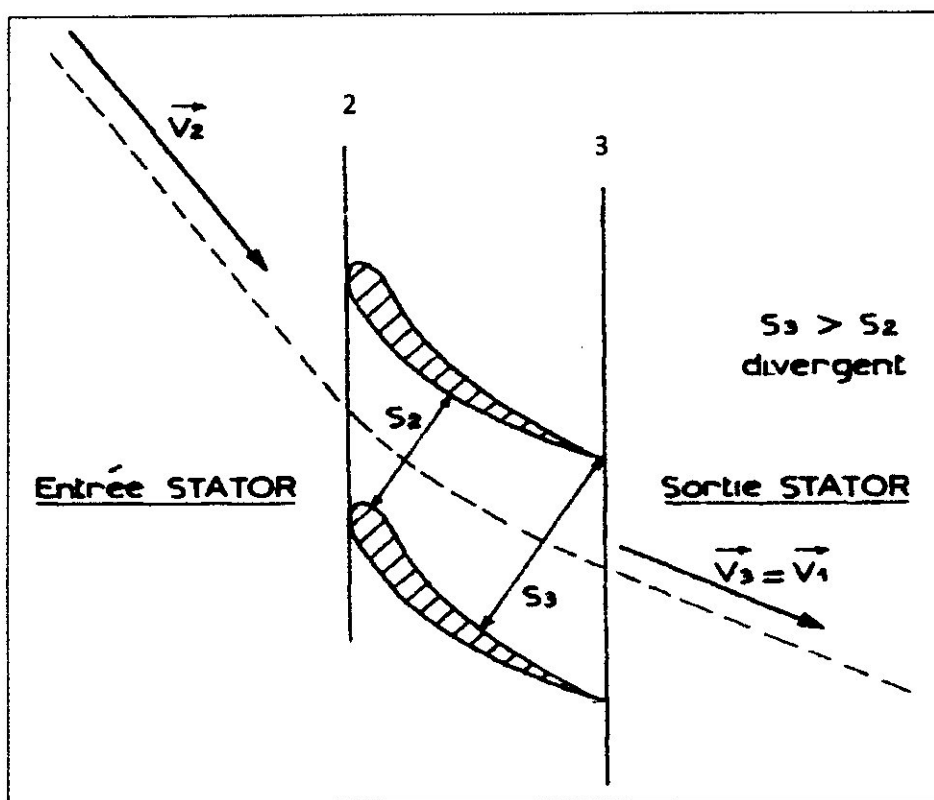 2
V2
3
S3 > S2
divergent
S2
Entrée STATOR
Sortie STATOR
V3 = V1
S3